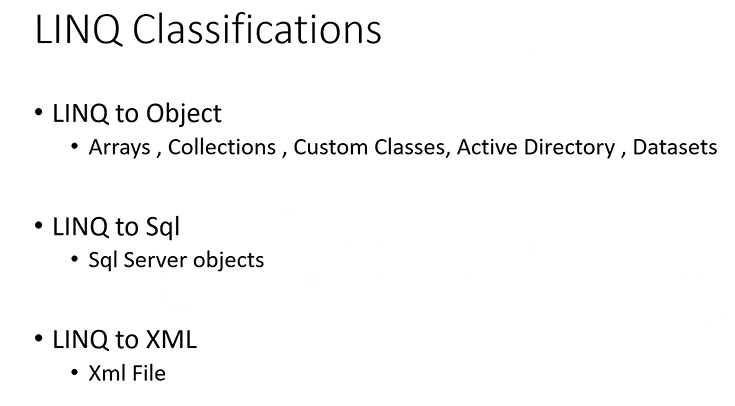 LINQ Classifications
• LINQ to Object
• Arrays , Collections , Custom Classes, Active Directory , Datasets
• LINQ to Sql
• Sql Server objects
• LINQ to XML
• Xml File